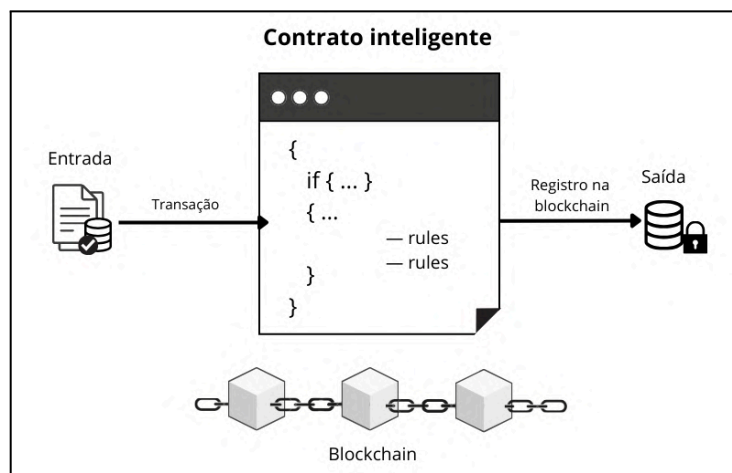 Contrato inteligente
Entrada
Transação
{
if { ... }
{ ...
— rules
— rules
}
}
Registro na
blockchain
Saída
Blockchain